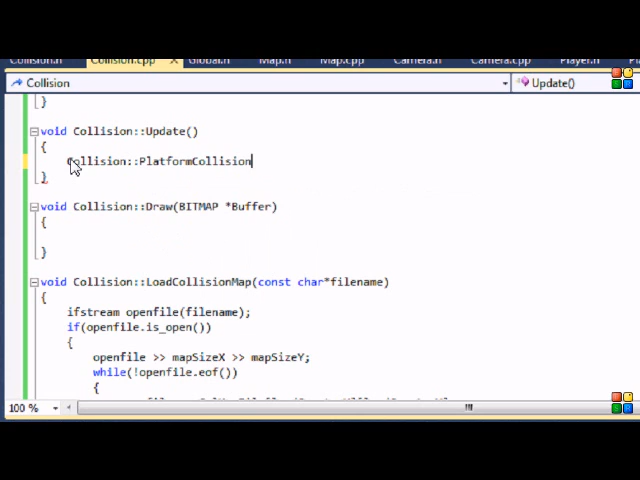 Collision.h Collision.cpp Global.h Map.h Map.cpp Camera.h Camera.cpp Player.h
Collision Update()
}
void Collision::Update()
{
Collision::PlatformCollision
}
void Collision::Draw(BITMAP *Buffer)
{
}
void Collision::LoadCollisionMap(const char*filename)
{
ifstream openfile(filename);
if(openfile.is_open())
{
openfile >> mapSizeX >> mapSizeY;
while(!openfile.eof())
{
100 %